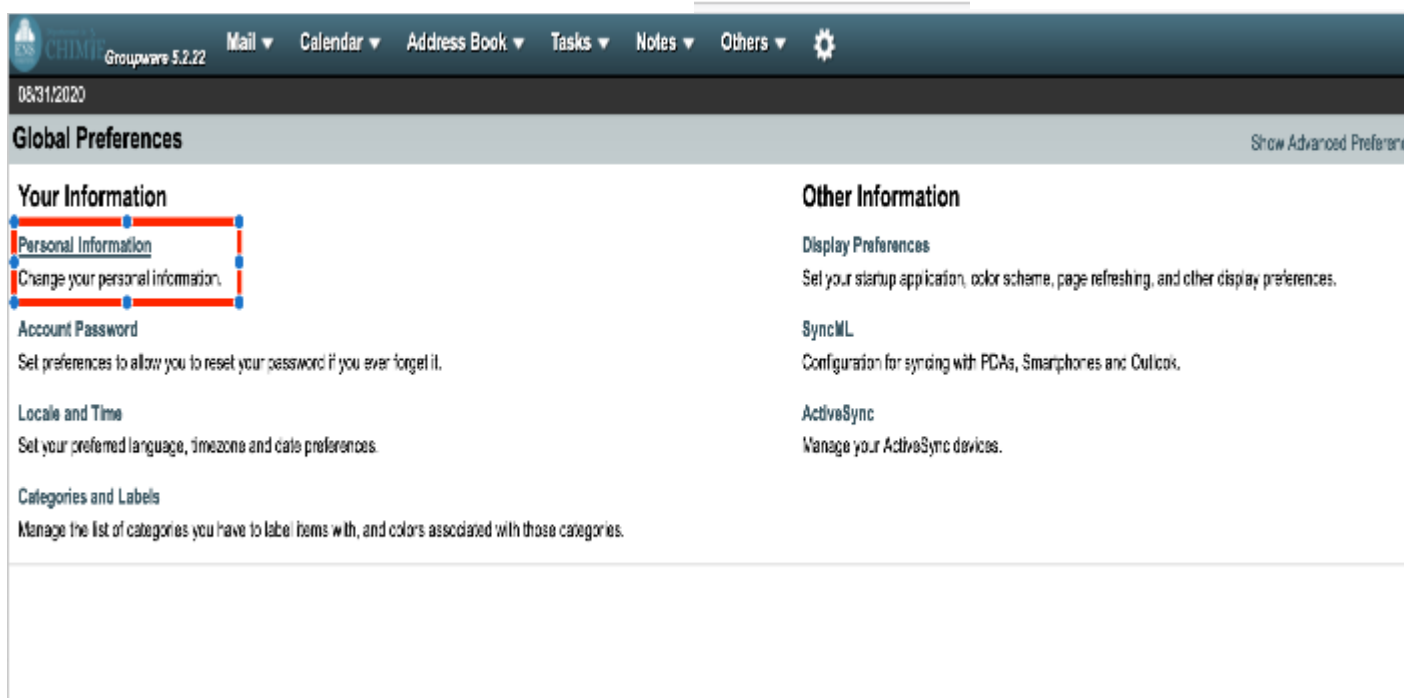 ENS CHIMIE Groupware 5.2.22 Mail Calendar Address Book Tasks Notes Others
08/31/2020
Global Preferences
Show Advanced Preferen
Your Information
Personal Information
Change your personal information.
Account Password
Set preferences to allow you to reset your password if you ever forget it.
Locale and Time
Set your preferred language, timezone and date preferences.
Categories and Labels
Manage the list of categories you have to label items with, and colors associated with those categories.
Other Information
Display Preferences
Set your startup application, color scheme, page refreshing, and other display preferences.
SyncML
Configuration for syncing with PDAs, Smartphones and Outlook.
ActiveSync
Manage your ActiveSync devices.